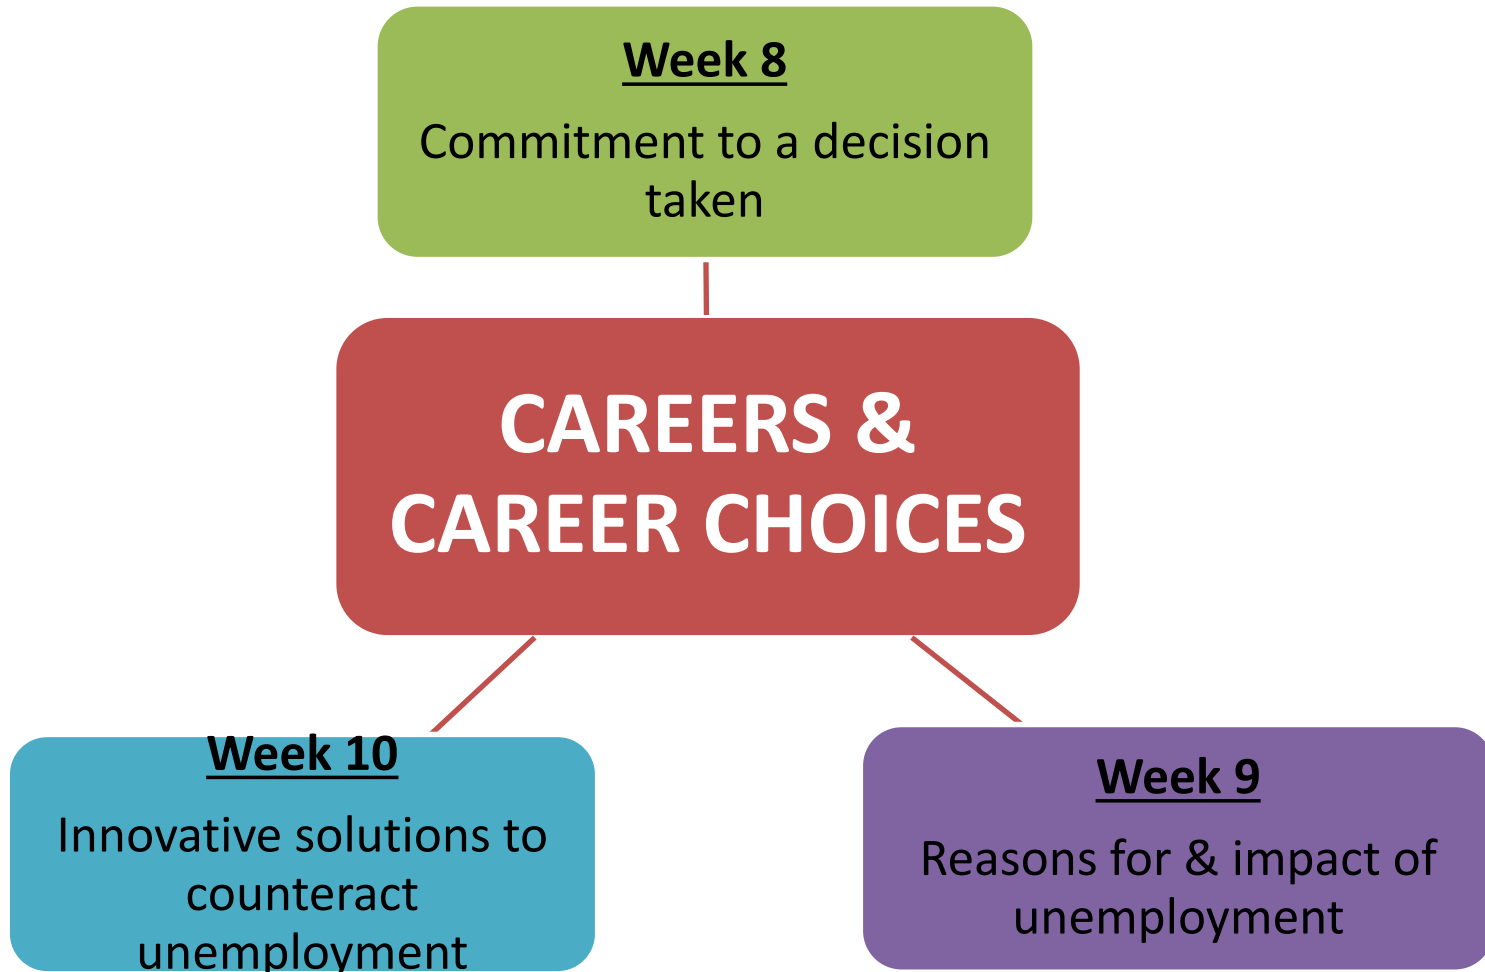 Week 8
Commitment to a decision
taken
CAREERS &
CAREER CHOICES
Week 10
Innovative solutions to
counteract
unemployment
Week 9
Reasons for & impact of
unemployment